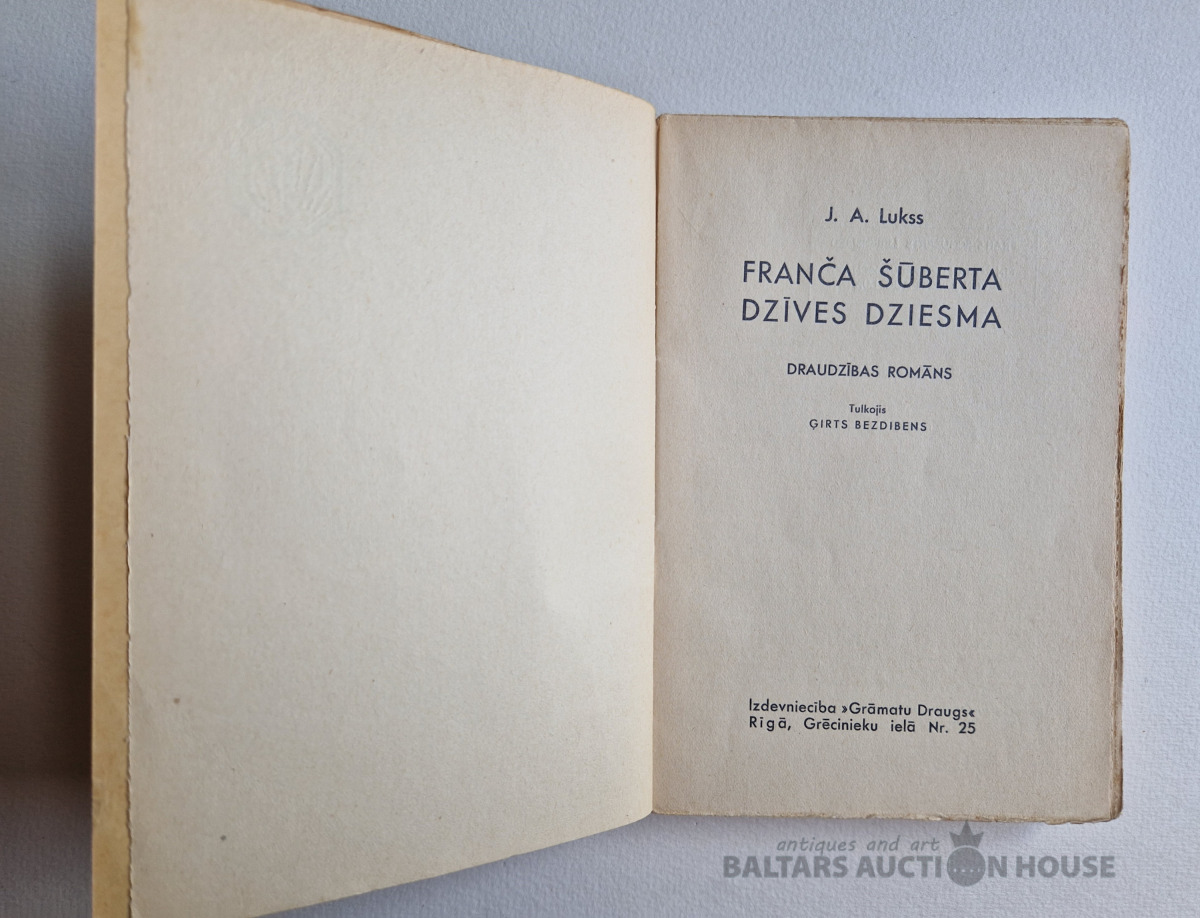 J. A. Lukss
FRANČA ŠŪBERTA
DZĪVES DZIESMA
DRAUDZĪBAS ROMĀNS
Tulkojis
ĢIRTS BEZDIBENS
Izdevniecība »Grāmatu Draugs«
Rīgā, Grēcinieku ielā Nr. 25
antiques and art
BALTARS AUCTION HOUSE